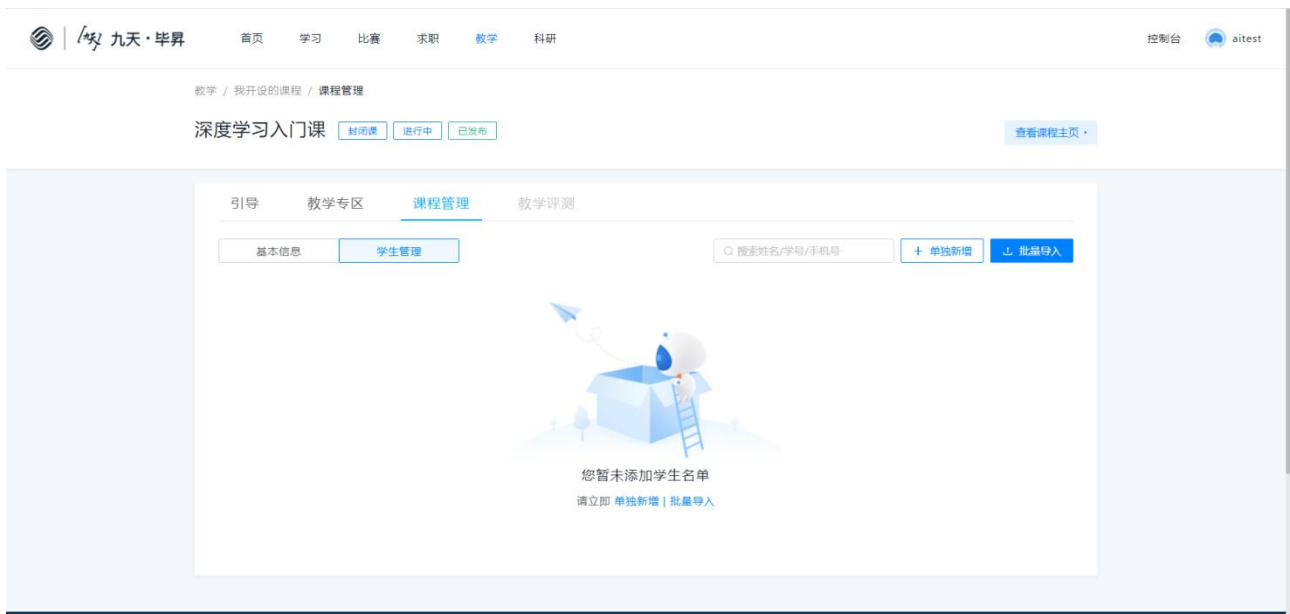 九天·毕昇 首页 学习 比赛 求职 教学 科研 控制台 aitest
教学 / 我开设的课程 / 课程管理
深度学习入门课 封闭课 进行中 已发布 查看课程主页
引导 教学专区 课程管理 教学评测
基本信息 学生管理 搜索姓名/学号/手机号 + 单独新增 批量导入
您暂未添加学生名单
请立即 单独新增 | 批量导入